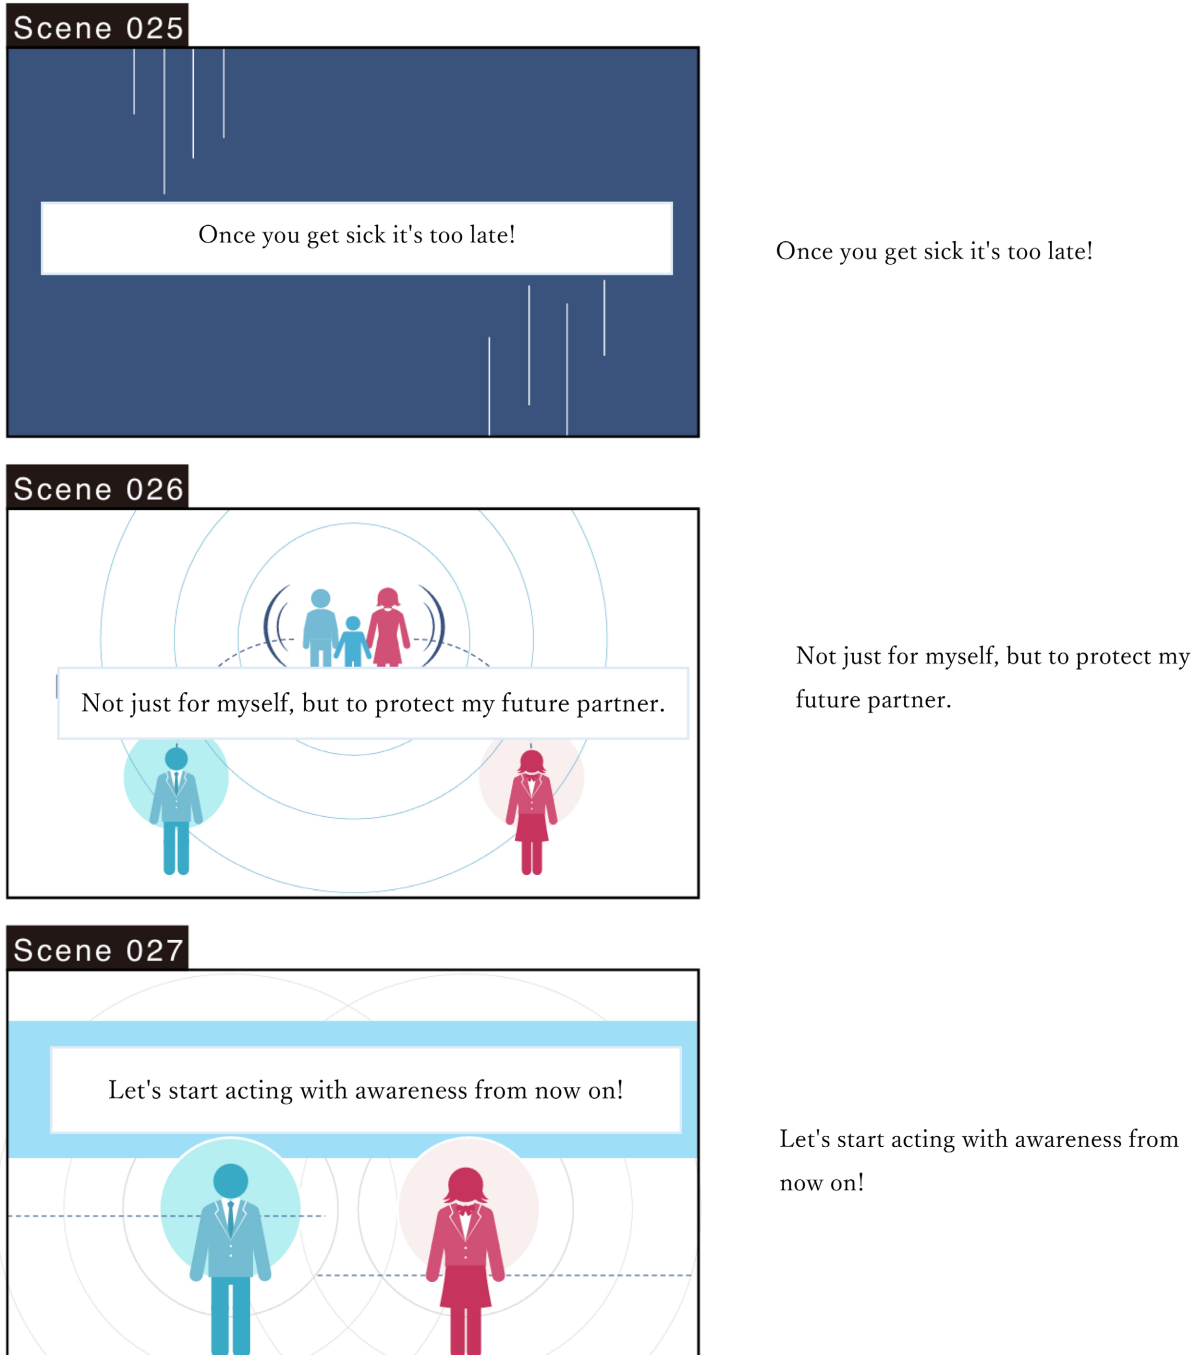 Scene 025
Once you get sick it's too late!
Once you get sick it's too late!
Scene 026
Not just for myself, but to protect my future partner.
Not just for myself, but to protect my
future partner.
Scene 027
Let's start acting with awareness from now on!
Let's start acting with awareness from
now on!